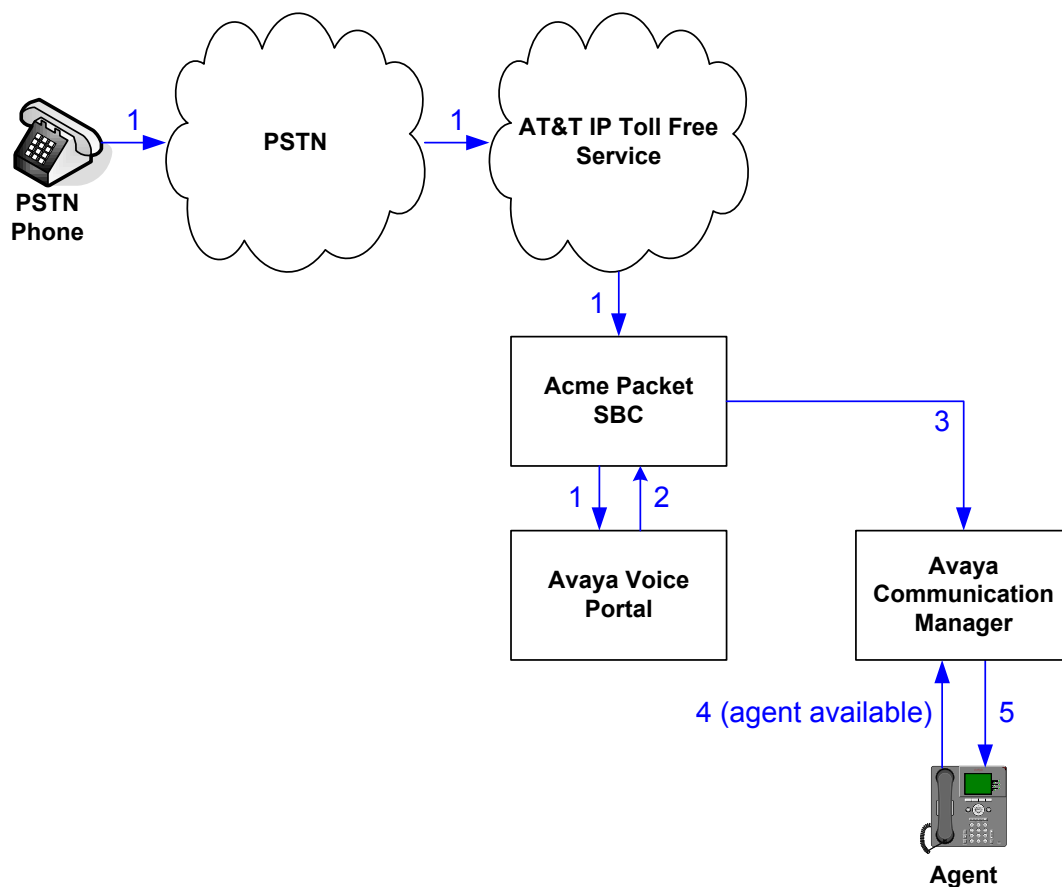 1
1
PSTN
AT&T IP Toll Free
Service
PSTN
Phone
1
Acme Packet
SBC
3
1
2
Avaya Voice
Portal
Avaya
Communication
Manager
4 (agent available)
5
Agent